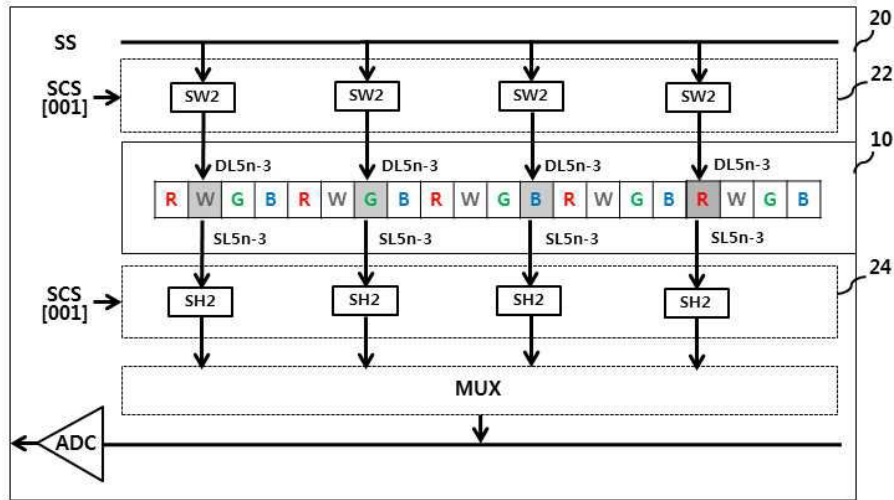 20
SS
22
SCS
[001]
SW2 SW2 SW2 SW2
10
DL5n-3 DL5n-3 DL5n-3 DL5n-3
R W G B R W G B R W G B R W G B R W G B
SL5n-3 SL5n-3 SL5n-3 SL5n-3
24
SCS
[001]
SH2 SH2 SH2 SH2
MUX
ADC